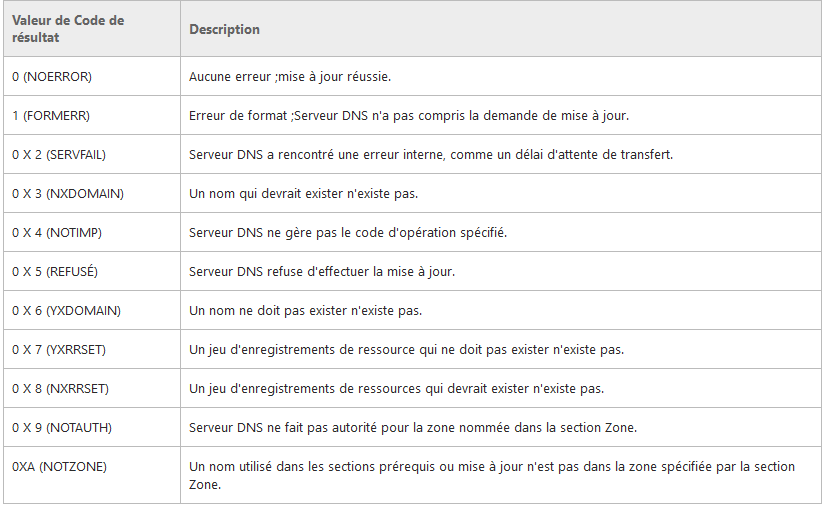 Valeur de Code de
résultat
Description
0 (NOERROR)
Aucune erreur ;mise à jour réussie.
1 (FORMERR)
Erreur de format ;Serveur DNS n'a pas compris la demande de mise à jour.
0 X 2 (SERVFAIL)
Serveur DNS a rencontré une erreur interne, comme un délai d'attente de transfert.
0 X 3 (NXDOMAIN)
Un nom qui devrait exister n'existe pas.
0 X 4 (NOTIMP)
Serveur DNS ne gère pas le code d'opération spécifié.
0 X 5 (REFUSÉ)
Serveur DNS refuse d'effectuer la mise à jour.
0 X 6 (YXDOMAIN)
Un nom ne doit pas exister n'existe pas.
0 X 7 (YXRRSET)
Un jeu d'enregistrements de ressource qui ne doit pas exister n'existe pas.
0 X 8 (NXRRSET)
Un jeu d'enregistrements de ressources qui devrait exister n'existe pas.
0 X 9 (NOTAUTH)
Serveur DNS ne fait pas autorité pour la zone nommée dans la section Zone.
0XA (NOTZONE)
Un nom utilisé dans les sections prérequis ou mise à jour n'est pas dans la zone spécifiée par la section
Zone.